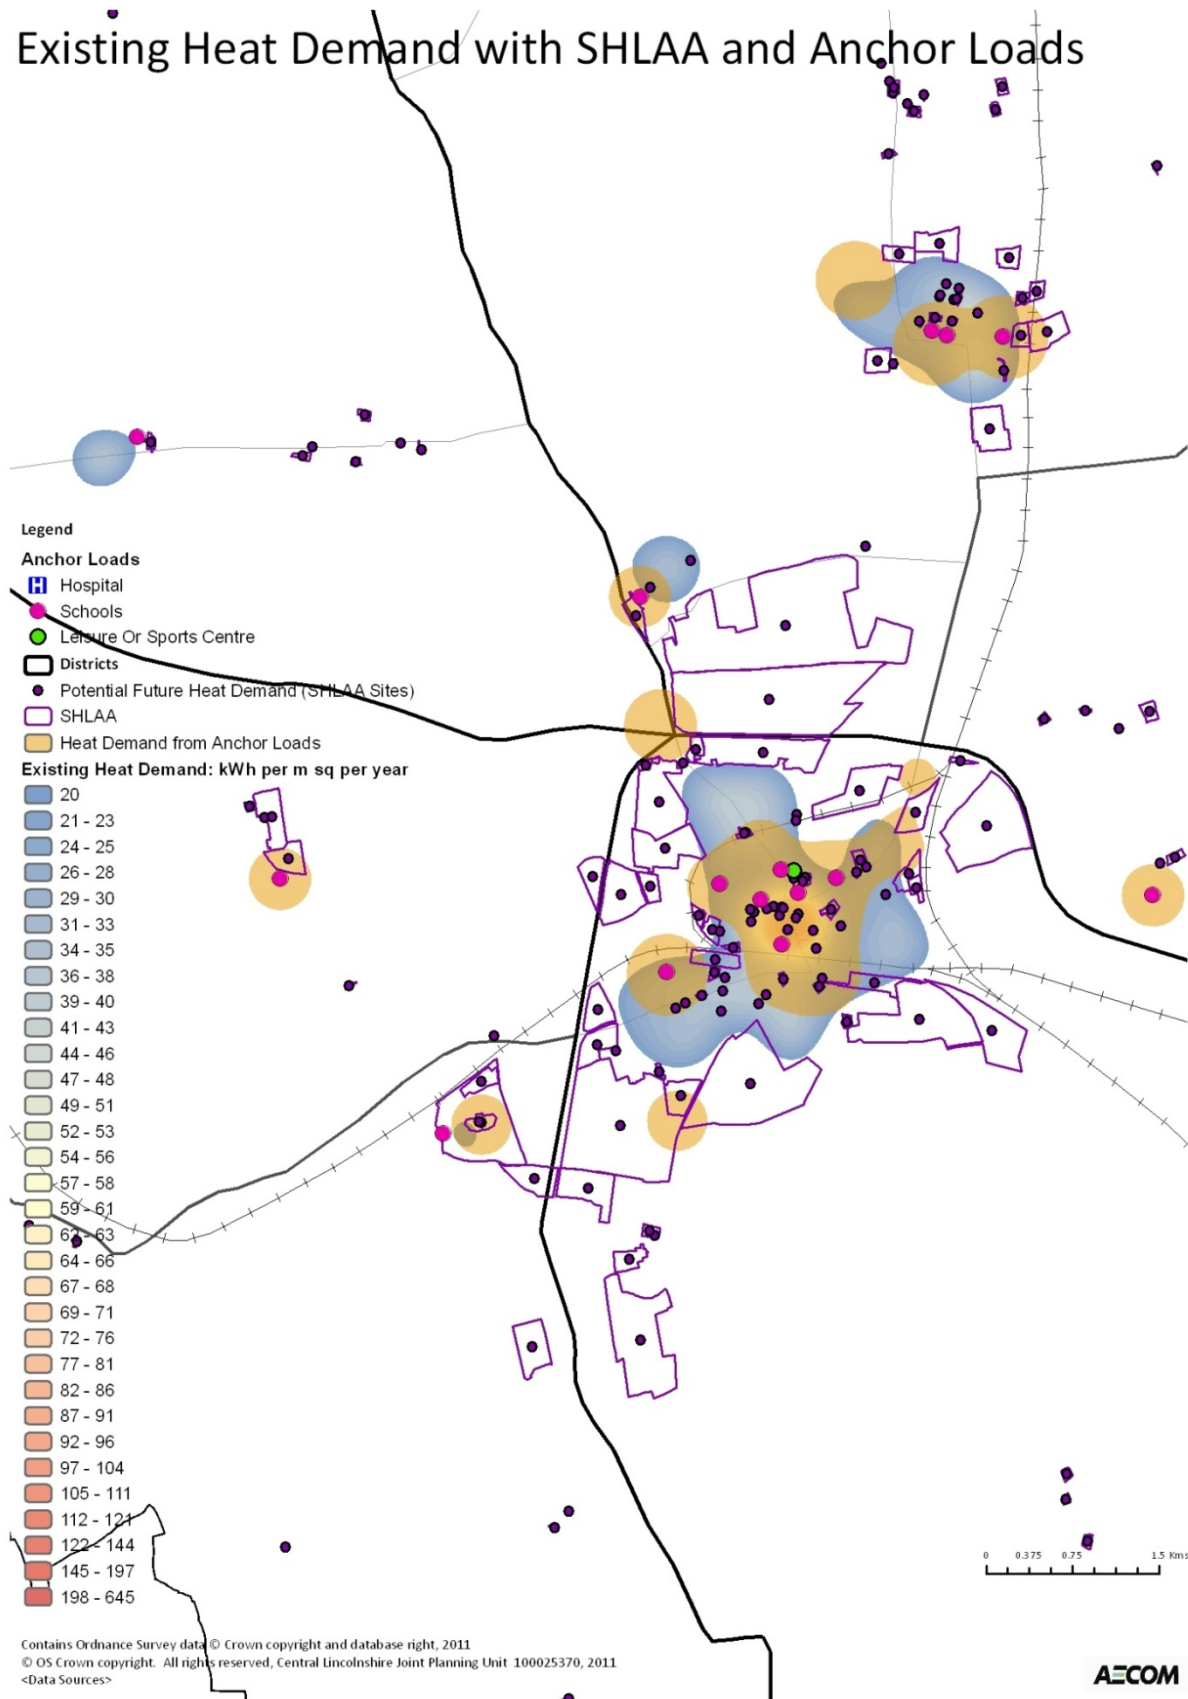 Existing Heat Demand with SHLAA and Anchor Loads
Legend
Anchor Loads
H Hospital
Schools
Leisure Or Sports Centre
Districts
Potential Future Heat Demand (SHLAA Sites)
SHLAA
Heat Demand from Anchor Loads
Existing Heat Demand: kWh per m sq per year
20
21 - 23
24 - 25
26 - 28
29 - 30
31 - 33
34 - 35
36 - 38
39 - 40
41 - 43
44 - 46
47 - 48
49 - 51
52 - 53
54 - 56
57 - 58
59 - 61
62 - 63
64 - 66
67 - 68
69 - 71
72 - 76
77 - 81
82 - 86
87 - 91
92 - 96
97 - 104
105 - 111
112 - 121
122 - 144
145 - 197
198 - 645
0 0.375 0.75 1.5 Kms
Contains Ordnance Survey data © Crown copyright and database right, 2011
© OS Crown copyright. All rights reserved, Central Lincolnshire Joint Planning Unit 100025370, 2011
<Data Sources>
AECOM